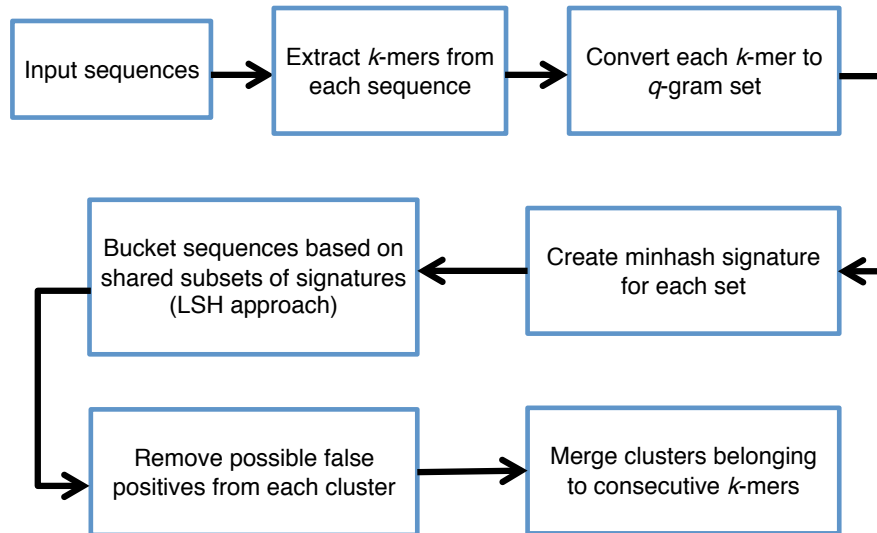 Input sequences
Extract k-mers from
each sequence
Convert each k-mer to
q-gram set
Bucket sequences based on
shared subsets of signatures
(LSH approach)
Create minhash signature
for each set
Remove possible false
positives from each cluster
Merge clusters belonging
to consecutive k-mers